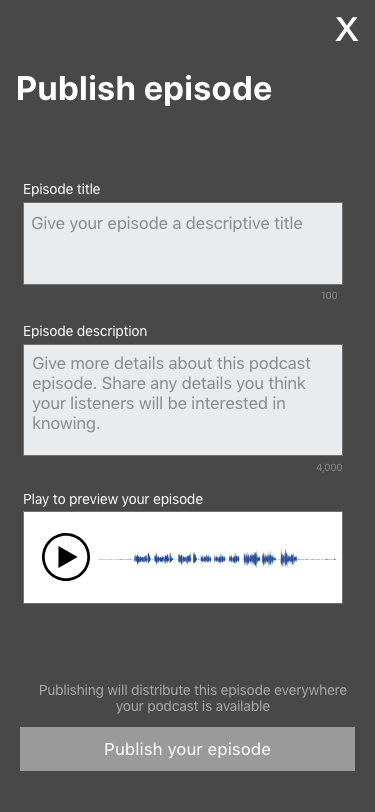 X
Publish episode
Episode title
Give your episode a descriptive title
100
Episode description
Give more details about this podcast
episode. Share any details you think
your listeners will be interested in
knowing.
4,000
Play to preview your episode
Publishing will distribute this episode everywhere
your podcast is available
Publish your episode